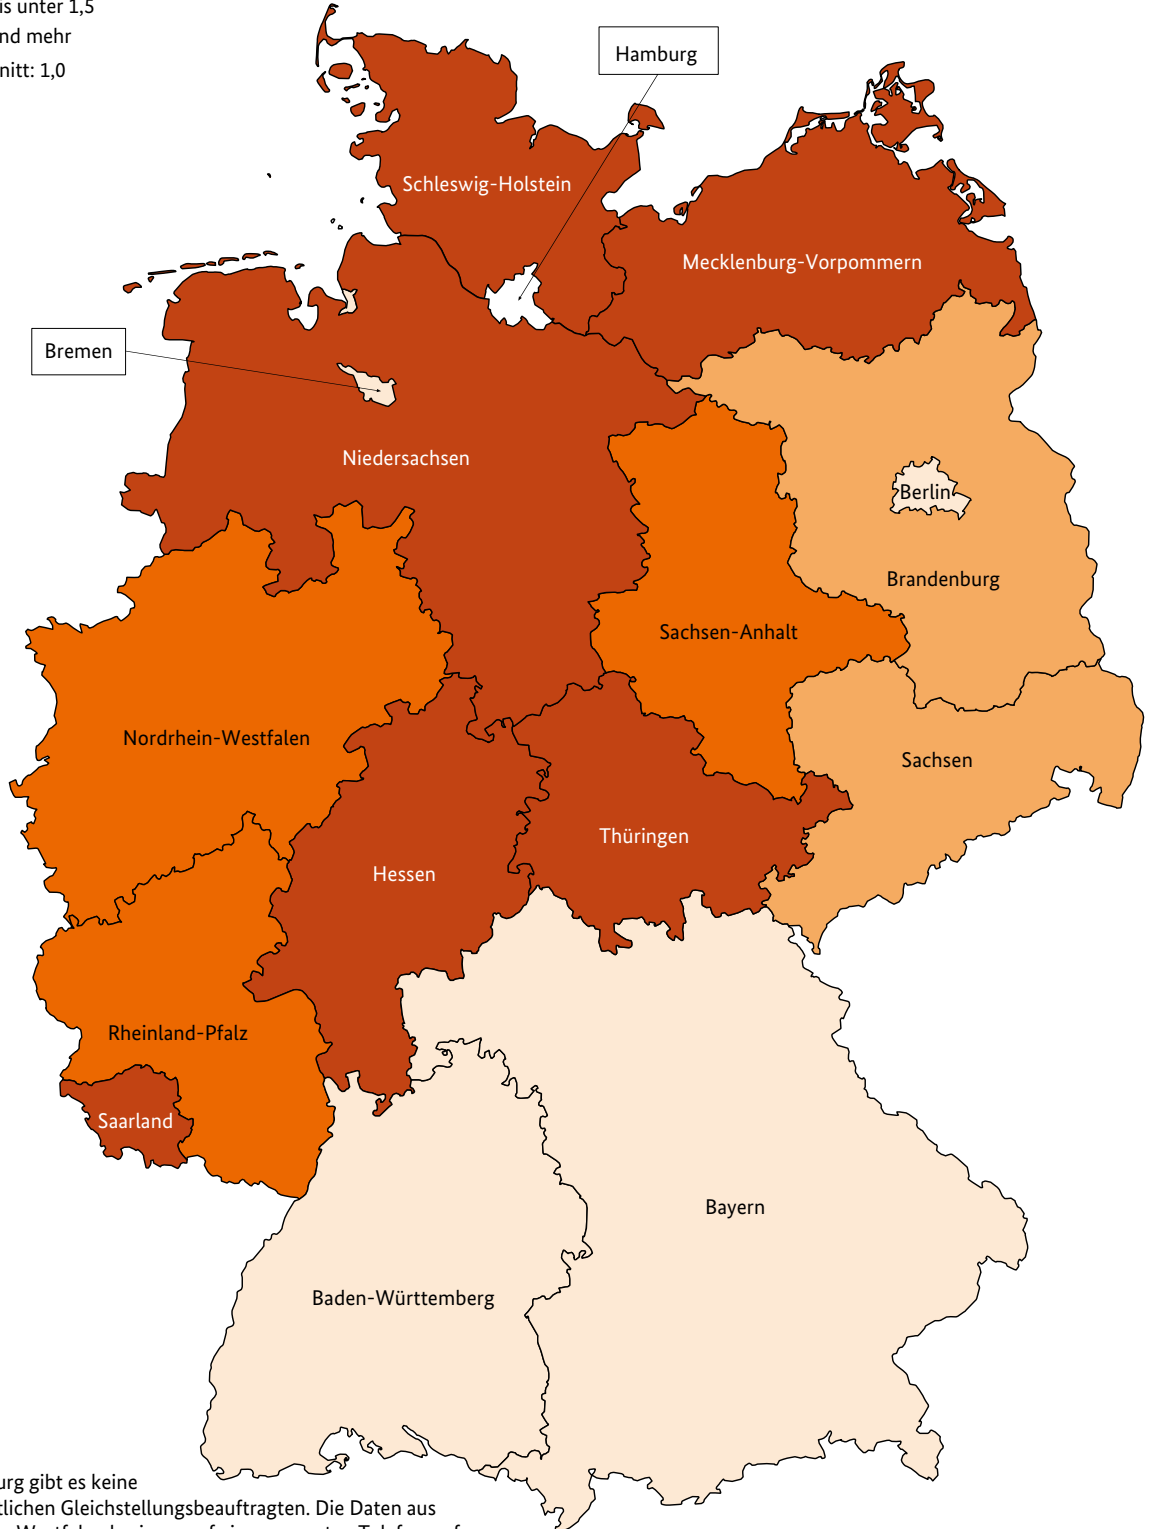 is unter 1,5
nd mehr
nitt: 1,0
Hamburg
Schleswig-Holstein
Mecklenburg-Vorpommern
Bremen
Niedersachsen
Berlin
Brandenburg
Sachsen-Anhalt
Nordrhein-Westfalen
Sachsen
Thüringen
Hessen
Rheinland-Pfalz
Saarland
Bayern
Baden-Württemberg
urg gibt es keine
tlichen Gleichstellungsbeauftragten. Die Daten aus